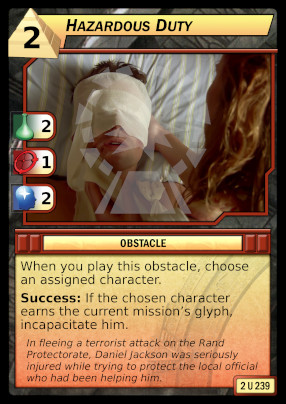 2
HAZARDOUS DUTY
2
1
2
OBSTACLE
When you play this obstacle, choose
an assigned character.
Success: If the chosen character
earns the current mission's glyph,
incapacitate him.
In fleeing a terrorist attack on the Rand
Protectorate, Daniel Jackson was seriously
injured while trying to protect the local official
who had been helping him.
2 U 239